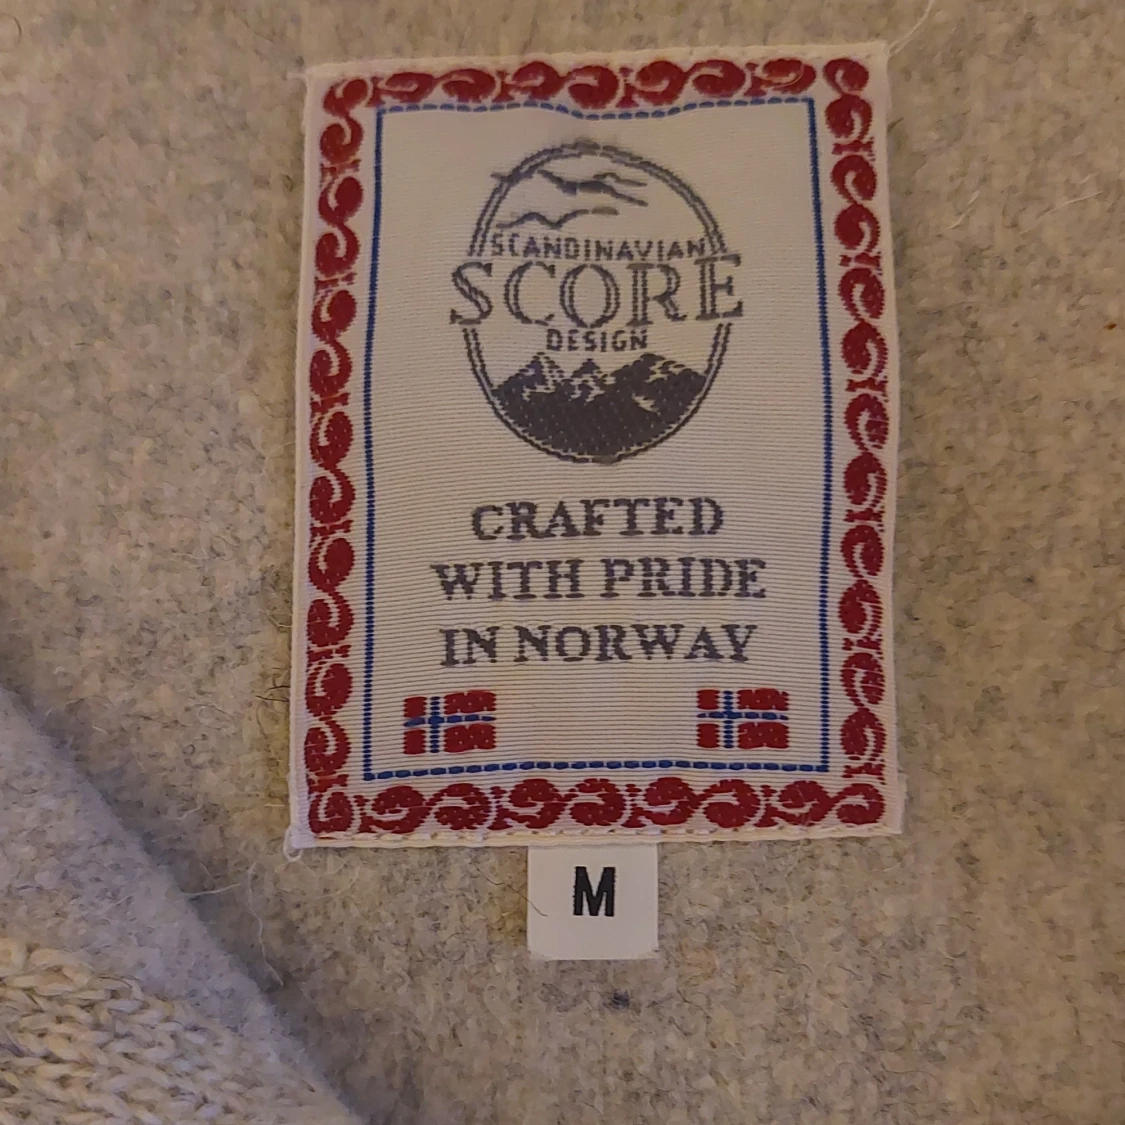 SCANDINAVIAN
SCORE
DESIGN
CRAFTED
WITH PRIDE
IN NORWAY
M